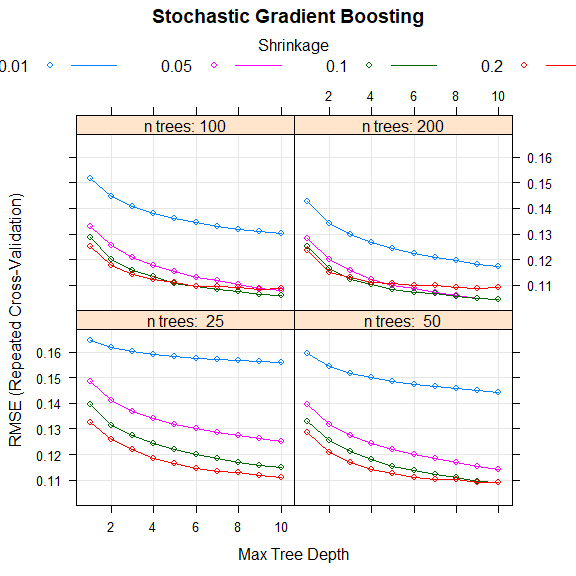 Stochastic Gradient Boosting
Shrinkage
0.01 0.05 0.1 0.2
2 4 6 8 10
n trees: 100 n trees: 200
0.16
0.15
0.14
0.13
0.12
0.11
n trees: 25 n trees: 50
0.16
0.15
0.14
0.13
0.12
0.11
2 4 6 8 10
RMSE (Repeated Cross-Validation)
Max Tree Depth